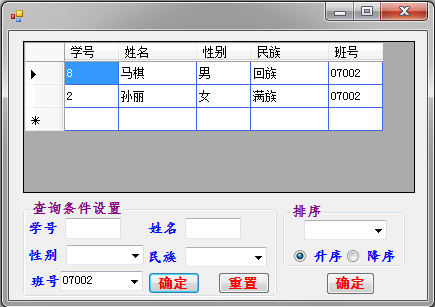 学号 姓名 性别 民族 班号
8 马棋 男 回族 07002
2 孙丽 女 满族 07002
查询条件设置
学号 姓名
性别 民族
班号 07002 确定 重置
排序
升序 降序
确定